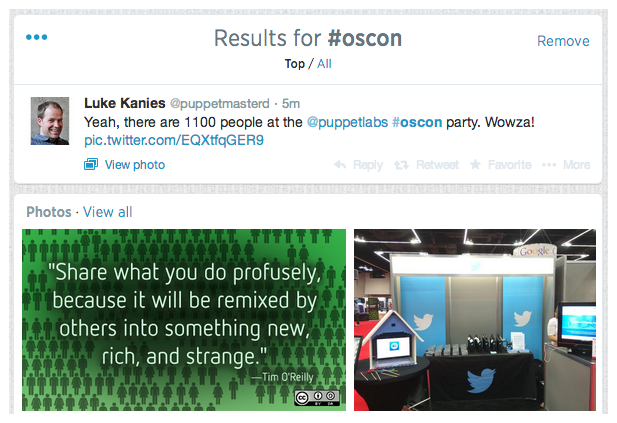 Results for #oscon
Remove
Top / All
Luke Kanies @puppetmasterd · 5m
Yeah, there are 1100 people at the @puppetlabs #oscon party. Wowza!
pic.twitter.com/EQXtfqGER9
View photo
Reply Retweet Favorite ••• More
Photos · View all
"Share what you do profusely,
because it will be remixed by
others into something new,
rich, and strange."
—Tim O'Reilly
cc
BY
Google